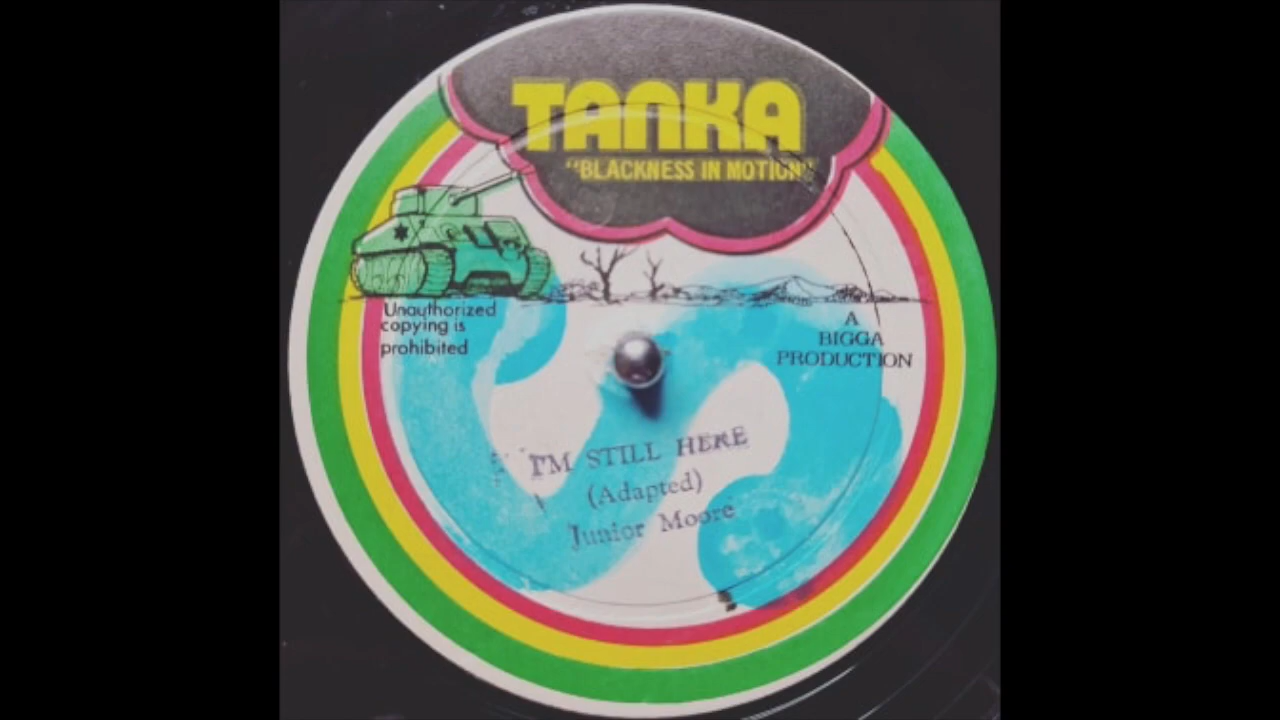 TANKA
"BLACKNESS IN MOTION"
Unauthorized
copying is
prohibited
A
BIGGA
PRODUCTION
I'M STILL HERE
(Adapted)
Junior Moore